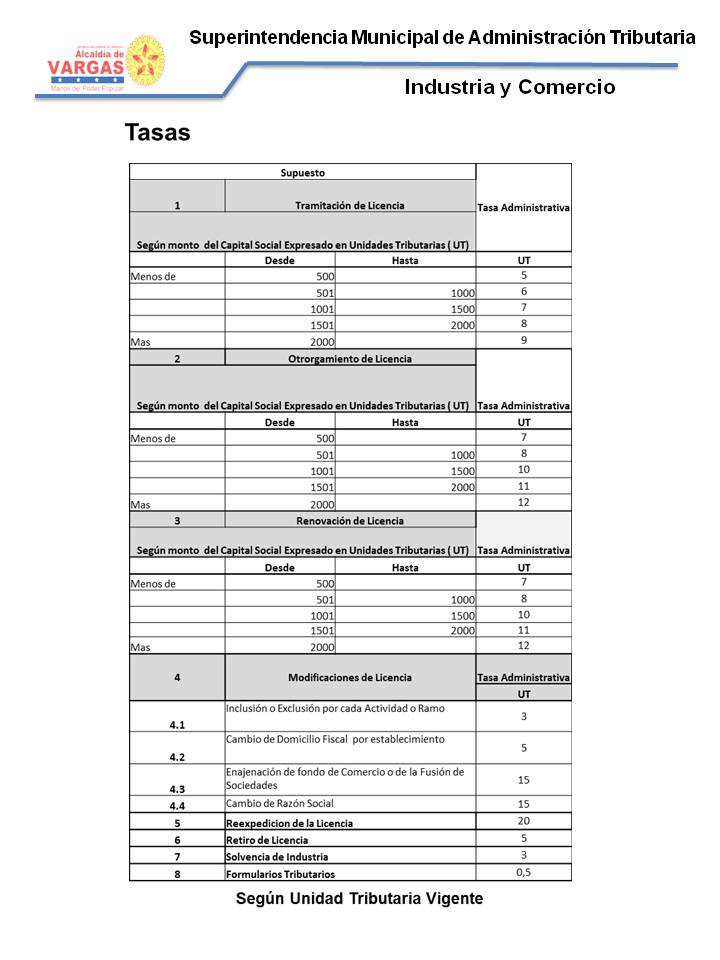 Superintendencia Municipal de Administración Tributaria
Alcaldía de
VARGAS
Manos del Poder Popular
Industria y Comercio
Tasas
Supuesto
1 Tramitación de Licencia Tasa Administrativa
Según monto del Capital Social Expresado en Unidades Tributarias ( UT)
Desde Hasta UT
Menos de 500 5
501 1000 6
1001 1500 7
1501 2000 8
Mas 2000 9
2 Otrorgamiento de Licencia
Según monto del Capital Social Expresado en Unidades Tributarias ( UT) Tasa Administrativa
Desde Hasta UT
Menos de 500 7
501 1000 8
1001 1500 10
1501 2000 11
Mas 2000 12
3 Renovación de Licencia
Según monto del Capital Social Expresado en Unidades Tributarias ( UT) Tasa Administrativa
Desde Hasta UT
Menos de 500 7
501 1000 8
1001 1500 10
1501 2000 11
Mas 2000 12
4 Modificaciones de Licencia Tasa Administrativa
UT
4.1 Inclusión o Exclusión por cada Actividad o Ramo 3
4.2 Cambio de Domicilio Fiscal por establecimiento 5
4.3 Enajenación de fondo de Comercio o de la Fusión de
Sociedades 15
4.4 Cambio de Razón Social 15
5 Reexpedicion de la Licencia 20
6 Retiro de Licencia 5
7 Solvencia de Industria 3
8 Formularios Tributarios 0,5
Según Unidad Tributaria Vigente